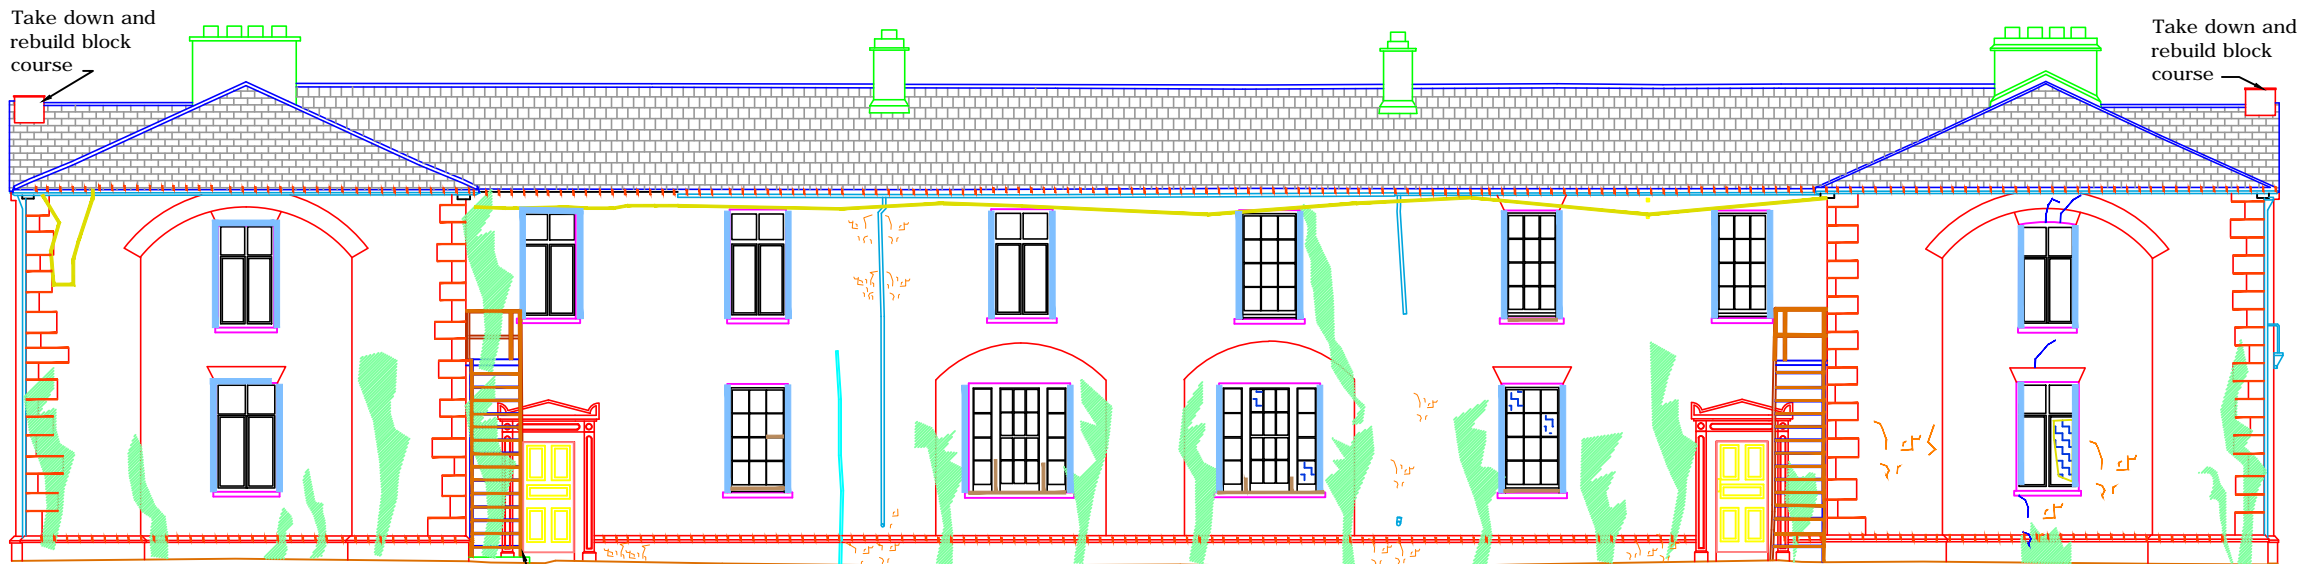 Take down and
rebuild block
course
Take down and
rebuild block
course